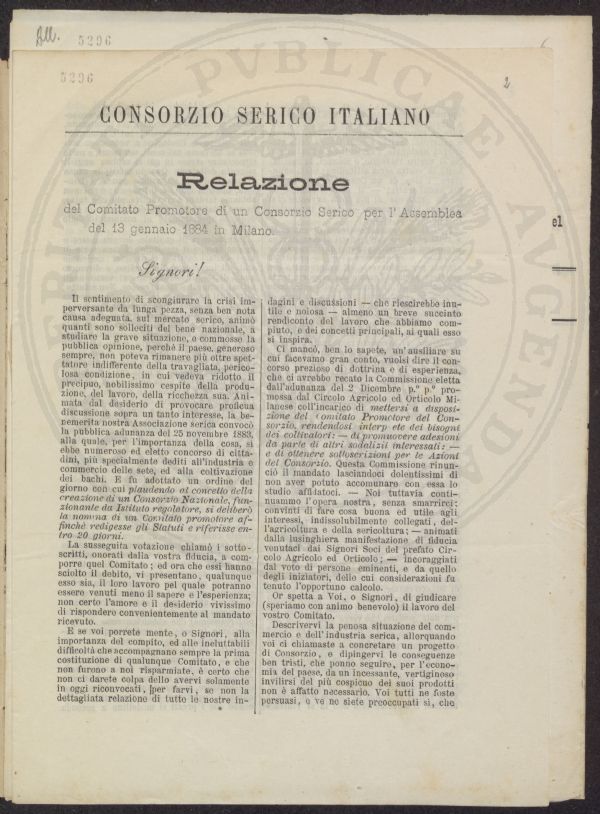 All. 5296
5296
2
CONSORZIO SERICO ITALIANO
Relazione
del Comitato Promotore di un Consorzio Serico per l'Assemblea
del 13 gennaio 1884 in Milano.
Signori!
Il sentimento di scongiurare la crisi im-
perversante da lunga pezza, senza ben nota
causa adeguata, sul mercato serico, animò
quanti sono solleciti del bene nazionale, a
studiare la grave situazione, e commosse la
pubblica opinione, perchè il paese, generoso
sempre, non poteva rimanere più oltre spet-
tatore indifferente della travagliata, perico-
losa condizione, in cui vedeva ridotto il
precipuo, nobilissimo cespite della produ-
zione, del lavoro, della ricchezza sua. Ani-
mata dal desiderio di provocare proficua
discussione sopra un tanto interesse, la be-
nemerita nostra Associazione serica convocò
la pubblica adunanza del 25 novembre 1883,
alla quale, per l'importanza della cosa, si
ebbe numeroso ed eletto concorso di citta-
dini, più specialmente dediti all'industria e
commercio delle sete, ed alla coltivazione
dei bachi. E fu adottato un ordine del
giorno con cui plaudendo al concetto della
creazione di un Consorzio Nazionale, fun-
zionante da Istituto regolatore, si deliberò
la nomina di un Comitato promotore af-
finchè redigesse gli Statuti e riferisse en-
tro 20 giorni.
La susseguita votazione chiamò i sotto-
scritti, onorati dalla vostra fiducia, a com-
porre quel Comitato; ed ora che essi hanno
sciolto il debito, vi presentano, qualunque
esso sia, il loro lavoro pel quale potranno
essere venuti meno il sapere e l'esperienza;
non certo l'amore e il desiderio vivissimo
di rispondere convenientemente al mandato
ricevuto.
E se voi porrete mente, o Signori, alla
importanza del compito, ed alle ineluttabili
difficoltà che accompagnano sempre la prima
costituzione di qualunque Comitato, e che
non furono a noi risparmiate, è certo che
non ci darete colpa dello avervi solamente
in oggi riconvocati, per farvi, se non la
dettagliata relazione di tutte le nostre in-
dagini e discussioni — che riescirebbe inu-
tile e noiosa — almeno un breve succinto
rendiconto del lavoro che abbiamo com-
piuto, e dei concetti principali, ai quali esso
si inspira.
Ci mancò, ben lo sapete, un'ausiliare su
cui facevamo gran conto, vuolsi dire il con-
corso prezioso di dottrina e di esperienza,
che ci avrebbe recato la Commissione eletta
dall'adunanza del 2 Dicembre p.º p.º pro-
mossa dal Circolo Agricolo ed Orticolo Mi-
lanese coll'incarico di mettersi a disposi-
zione del Comitato Promotore del Con-
sorzio, rendendosi interp ete dei bisogni
dei coltivatori: — di promuovere adesioni
da parte di altri sodalizii interessati: —
e di ottenere sottoscrizioni per le Azioni
del Consorzio. Questa Commissione rinun-
ciò il mandato lasciandoci dolentissimi di
non aver potuto accomunare con essa lo
studio affidatoci. — Noi tuttavia conti-
nuammo l'opera nostra, senza smarrirci:
convinti di fare cosa buona ed utile agli
interessi, indissolubilmente collegati, del-
l'agricoltura e della sericoltura; — animati
dalla lusinghiera manifestazione di fiducia
venutaci dai Signori Soci del prefato Cir-
colo Agricolo ed Orticolo; — incoraggiati
dal voto di persone eminenti, e da quello
degli iniziatori, delle cui considerazioni fu
tenuto l'opportuno calcolo.
Or spetta a Voi, o Signori, di giudicare
(speriamo con animo benevolo) il lavoro del
vostro Comitato.
Descrivervi la penosa situazione del com-
mercio e dell'industria serica, allorquando
voi ci chiamaste a concretare un progetto
di Consorzio, e dipingervi le conseguenze
ben tristi, che ponno seguire, per l'econo-
mia del paese, da un incessante, vertiginoso
invilirsi del più cospicuo dei suoi prodotti
non è affatto necessario. Voi tutti ne foste
persuasi, e ve ne siete preoccupati sì, che
el
PVBLICAE
AVGENDAE